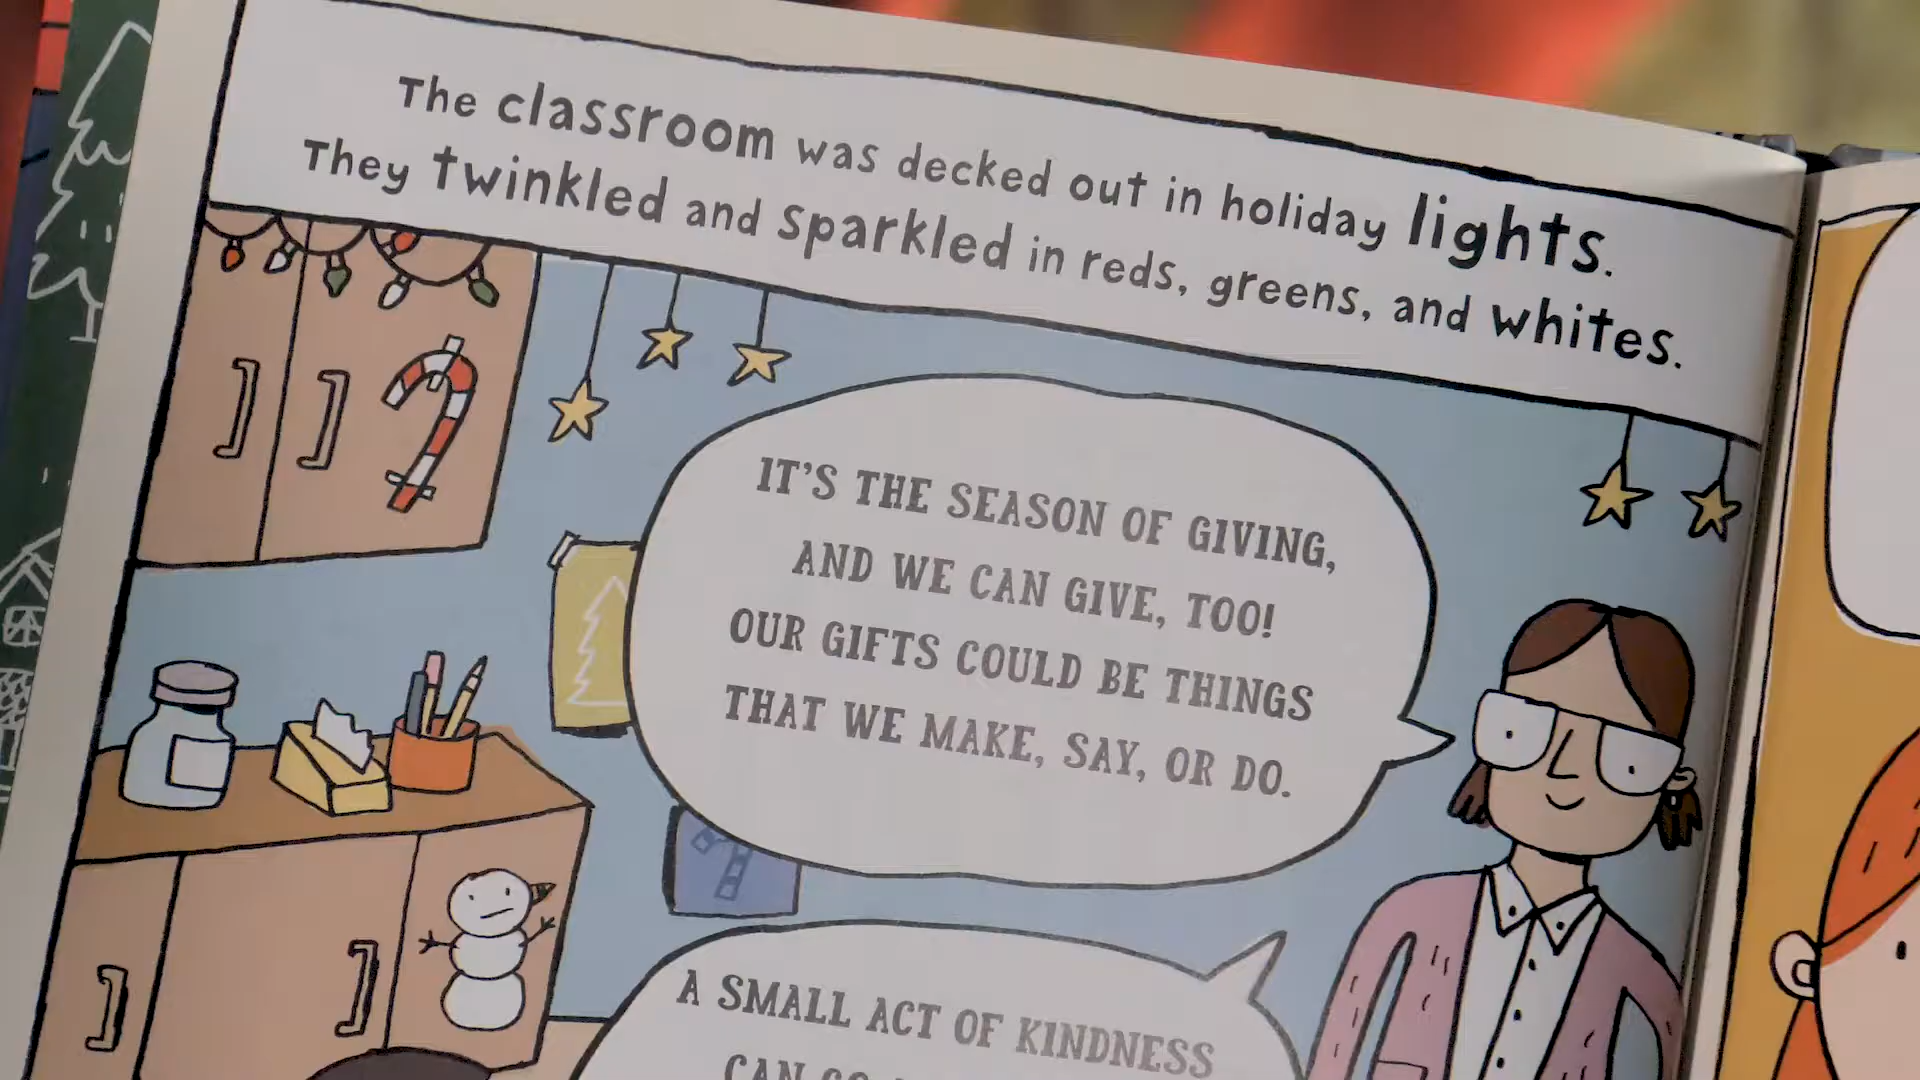 The classroom was decked out in holiday lights.
They twinkled and sparkled in reds, greens, and whites.
IT'S THE SEASON OF GIVING,
AND WE CAN GIVE, TOO!
OUR GIFTS COULD BE THINGS
THAT WE MAKE, SAY, OR DO.
A SMALL ACT OF KINDNESS
CAN